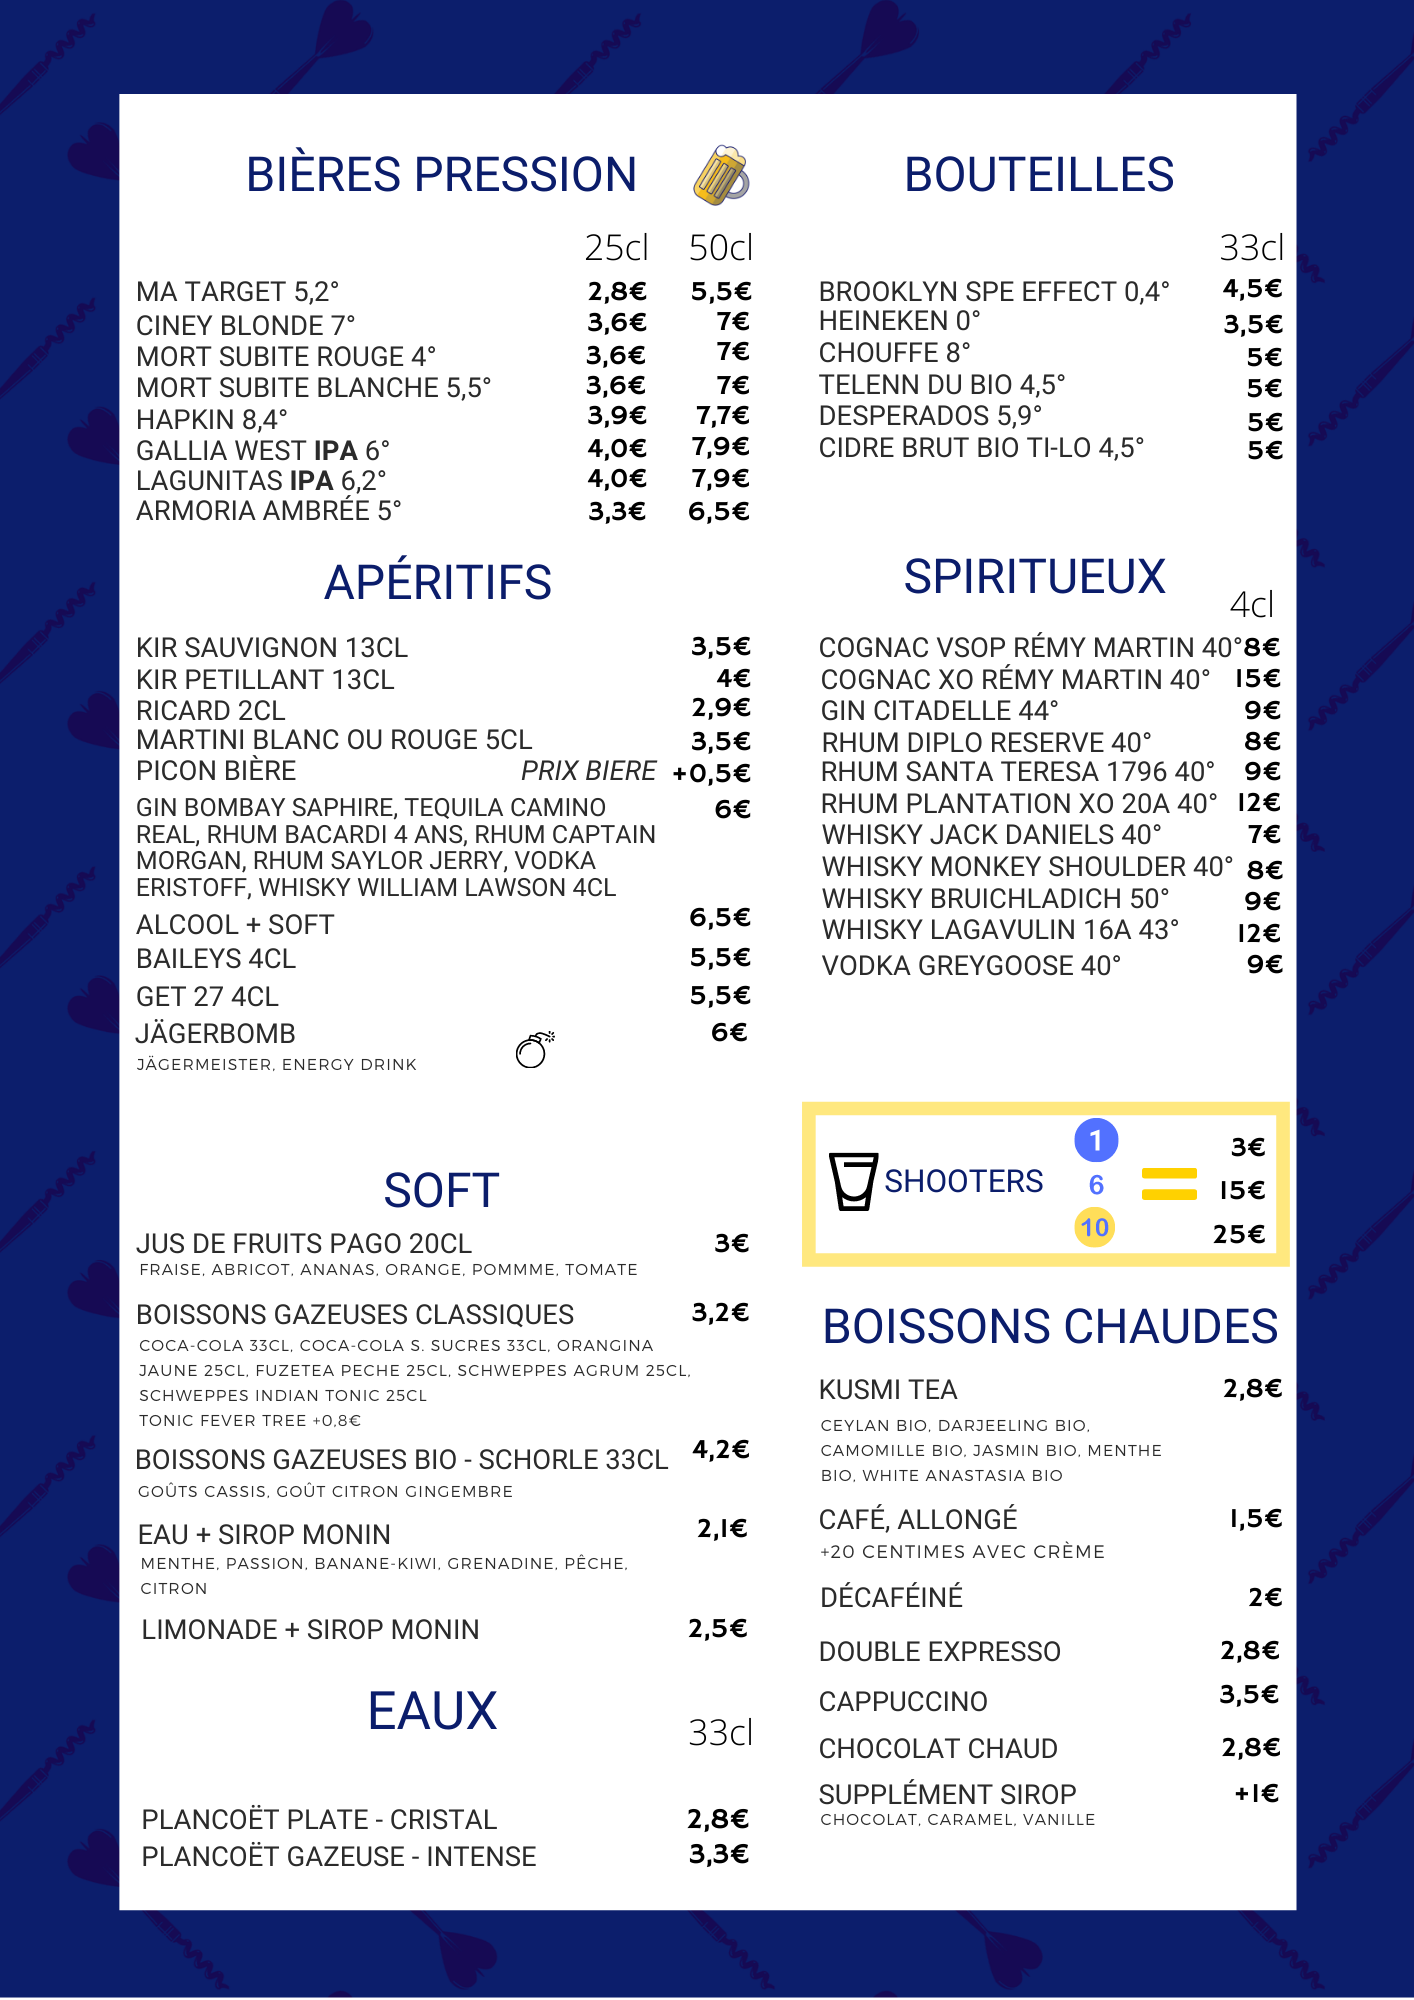 BIÈRES PRESSION
25cl 50cl
MA TARGET 5,2° 2,8€ 5,5€
CINEY BLONDE 7° 3,6€ 7€
MORT SUBITE ROUGE 4° 3,6€ 7€
MORT SUBITE BLANCHE 5,5° 3,6€ 7€
HAPKIN 8,4° 3,9€ 7,7€
GALLIA WEST IPA 6° 4,0€ 7,9€
LAGUNITAS IPA 6,2° 4,0€ 7,9€
ARMORIA AMBRÉE 5° 3,3€ 6,5€
APÉRITIFS
KIR SAUVIGNON 13CL 3,5€
KIR PETILLANT 13CL 4€
RICARD 2CL 2,9€
MARTINI BLANC OU ROUGE 5CL 3,5€
PICON BIÈRE PRIX BIERE +0,5€
GIN BOMBAY SAPHIRE, TEQUILA CAMINO 6€
REAL, RHUM BACARDI 4 ANS, RHUM CAPTAIN
MORGAN, RHUM SAYLOR JERRY, VODKA
ERISTOFF, WHISKY WILLIAM LAWSON 4CL
ALCOOL + SOFT 6,5€
BAILEYS 4CL 5,5€
GET 27 4CL 5,5€
JÄGERBOMB 6€
JÄGERMEISTER, ENERGY DRINK
SOFT
JUS DE FRUITS PAGO 20CL 3€
FRAISE, ABRICOT, ANANAS, ORANGE, POMMME, TOMATE
BOISSONS GAZEUSES CLASSIQUES 3,2€
COCA-COLA 33CL, COCA-COLA S. SUCRES 33CL, ORANGINA
JAUNE 25CL, FUZETEA PECHE 25CL, SCHWEPPES AGRUM 25CL,
SCHWEPPES INDIAN TONIC 25CL
TONIC FEVER TREE +0,8€
BOISSONS GAZEUSES BIO - SCHORLE 33CL 4,2€
GOÛTS CASSIS, GOÛT CITRON GINGEMBRE
EAU + SIROP MONIN 2,1€
MENTHE, PASSION, BANANE-KIWI, GRENADINE, PÊCHE,
CITRON
LIMONADE + SIROP MONIN 2,5€
EAUX
33cl
PLANCOËT PLATE - CRISTAL 2,8€
PLANCOËT GAZEUSE - INTENSE 3,3€
BOUTEILLES
33cl
BROOKLYN SPE EFFECT 0,4° 4,5€
HEINEKEN 0° 3,5€
CHOUFFE 8° 5€
TELENN DU BIO 4,5° 5€
DESPERADOS 5,9° 5€
CIDRE BRUT BIO TI-LO 4,5° 5€
SPIRITUEUX
4cl
COGNAC VSOP RÉMY MARTIN 40° 8€
COGNAC XO RÉMY MARTIN 40° 15€
GIN CITADELLE 44° 9€
RHUM DIPLO RESERVE 40° 8€
RHUM SANTA TERESA 1796 40° 9€
RHUM PLANTATION XO 20A 40° 12€
WHISKY JACK DANIELS 40° 7€
WHISKY MONKEY SHOULDER 40° 8€
WHISKY BRUICHLADICH 50° 9€
WHISKY LAGAVULIN 16A 43° 12€
VODKA GREYGOOSE 40° 9€
1 3€
SHOOTERS 6 = 15€
10 25€
BOISSONS CHAUDES
KUSMI TEA 2,8€
CEYLAN BIO, DARJEELING BIO,
CAMOMILLE BIO, JASMIN BIO, MENTHE
BIO, WHITE ANASTASIA BIO
CAFÉ, ALLONGÉ 1,5€
+20 CENTIMES AVEC CRÈME
DÉCAFÉINÉ 2€
DOUBLE EXPRESSO 2,8€
CAPPUCCINO 3,5€
CHOCOLAT CHAUD 2,8€
SUPPLÉMENT SIROP +1€
CHOCOLAT, CARAMEL, VANILLE